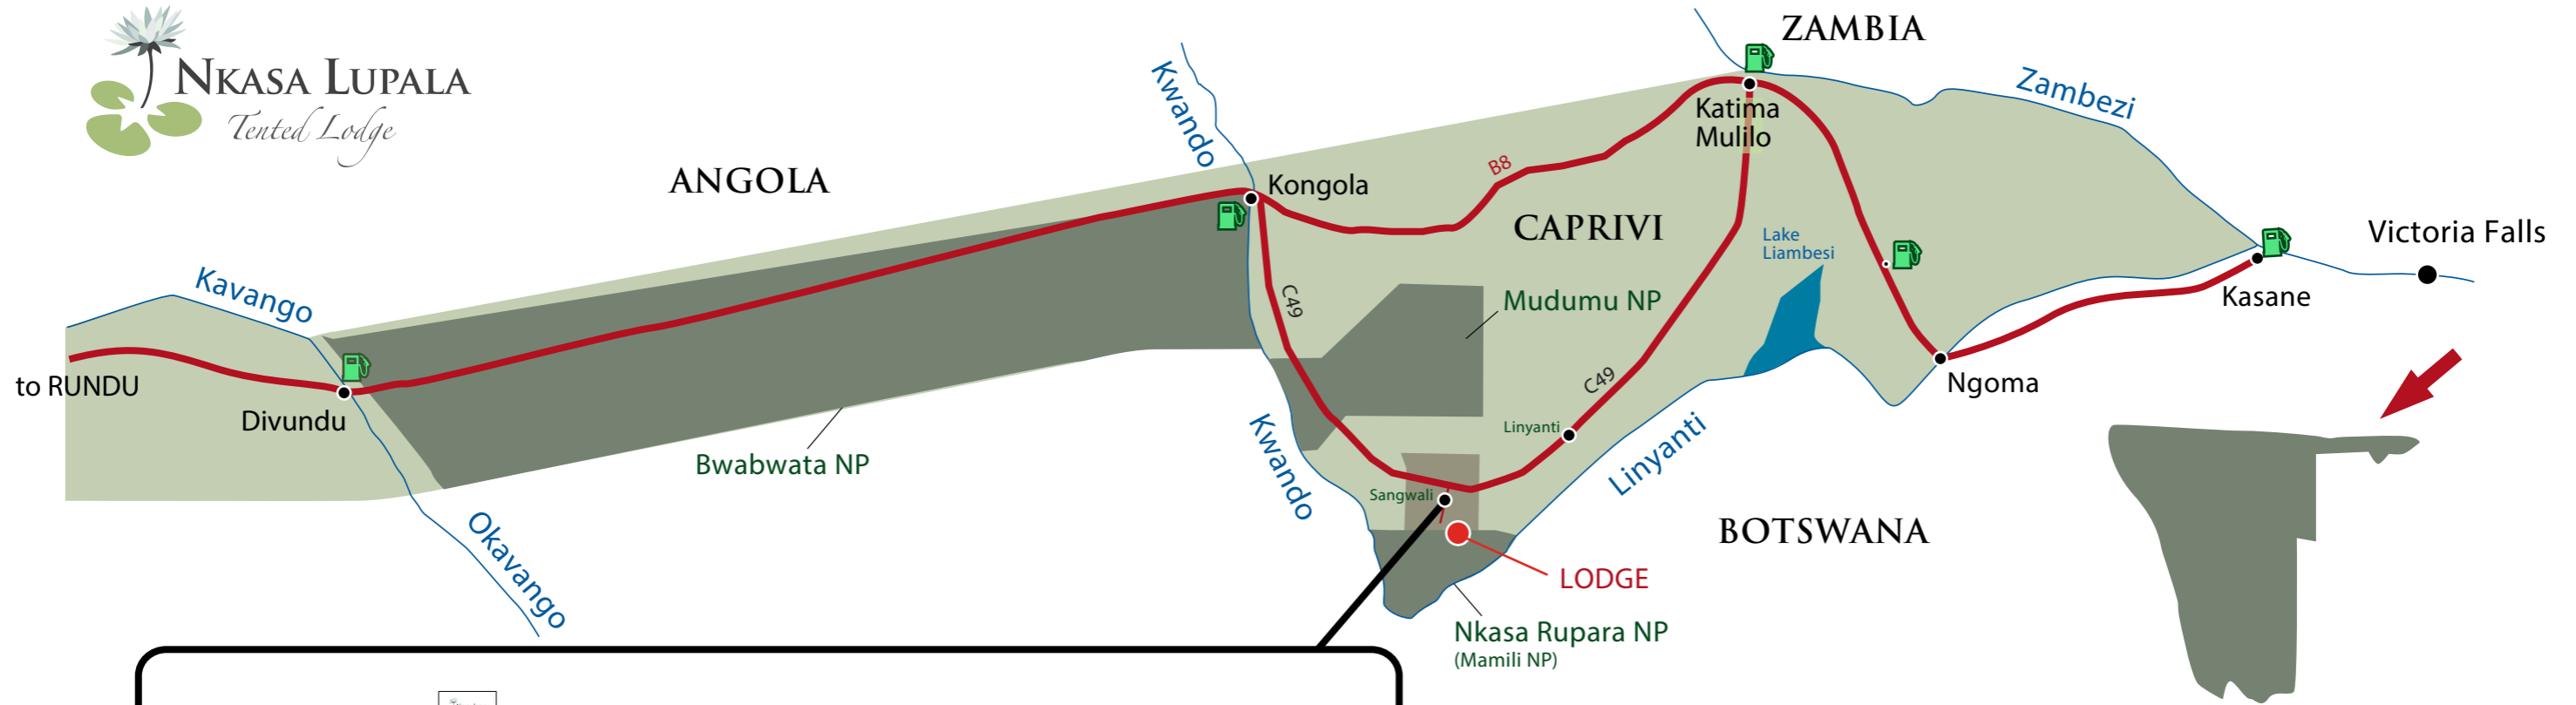 NKASA LUPALA
Tented Lodge
ZAMBIA
Zambezi
Kwando
Katima
Mulilo
ANGOLA
Kongola
B8
CAPRIVI
Lake
Liambesi
Victoria Falls
Kavango
C49
Mudumu NP
Kasane
to RUNDU
Divundu
Ngoma
C49
Bwabwata NP
Kwando
Linyanti
Linyanti
Sangwali
Okavango
BOTSWANA
LODGE
Nkasa Rupara NP
(Mamili NP)